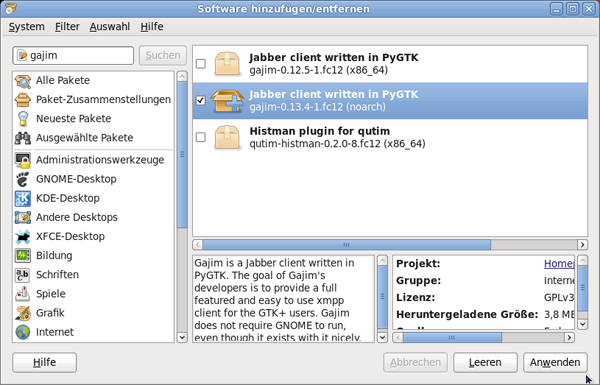 Software hinzufügen/entfernen
System Filter Auswahl Hilfe
gajim
Suchen
Alle Pakete
Paket-Zusammenstellungen
Neueste Pakete
Ausgewählte Pakete
Administrationswerkzeuge
GNOME-Desktop
KDE-Desktop
Andere Desktops
XFCE-Desktop
Bildung
Schriften
Spiele
Grafik
Internet
Jabber client written in PyGTK
gajim-0.12.5-1.fc12 (x86_64)
Jabber client written in PyGTK
gajim-0.13.4-1.fc12 (noarch)
Histman plugin for qutim
qutim-histman-0.2.0-8.fc12 (x86_64)
Gajim is a Jabber client written in
PyGTK. The goal of Gajim's
developers is to provide a full
featured and easy to use xmpp
client for the GTK+ users. Gajim
does not require GNOME to run,
even though it exists with it nicely.
Projekt: Home
Gruppe: Intern
Lizenz: GPLv3
Heruntergeladene Größe: 3,8 ME
Hilfe
Abbrechen
Leeren
Anwenden